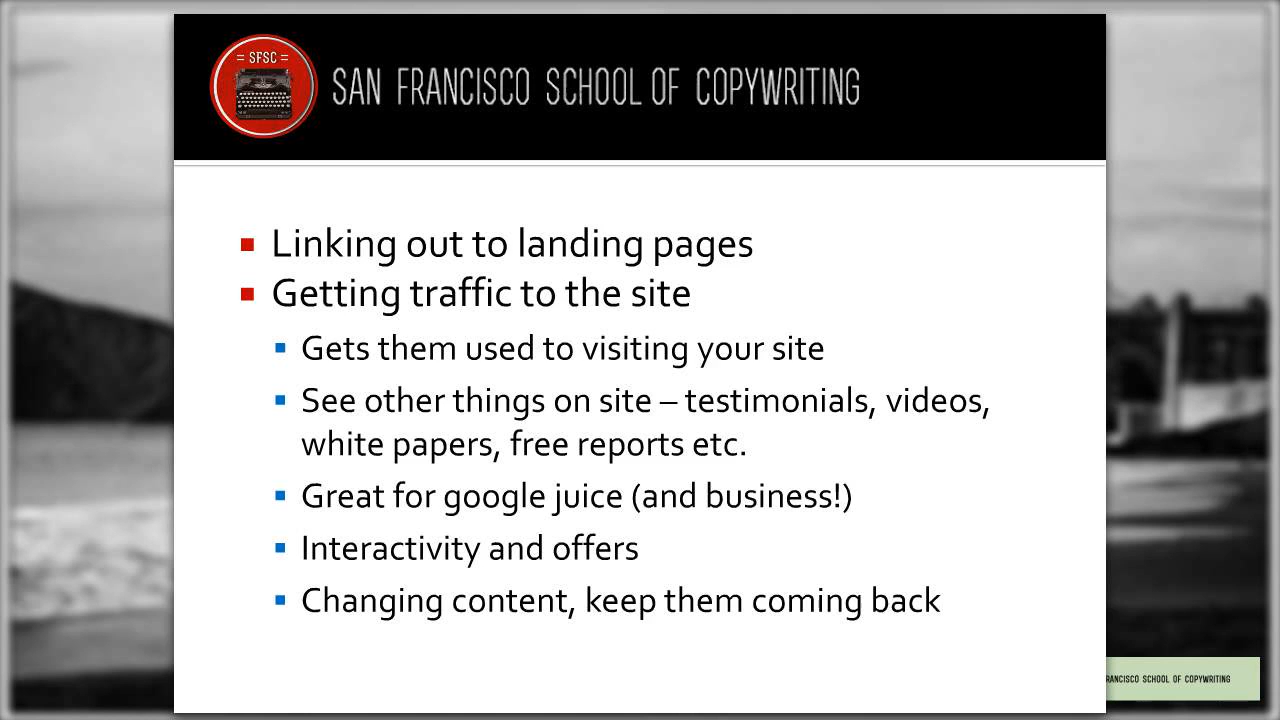 = SFSC =
SAN FRANCISCO SCHOOL OF COPYWRITING
Linking out to landing pages
Getting traffic to the site
Gets them used to visiting your site
See other things on site – testimonials, videos,
white papers, free reports etc.
Great for google juice (and business!)
Interactivity and offers
Changing content, keep them coming back
RANCISCO SCHOOL OF COPYWRITING